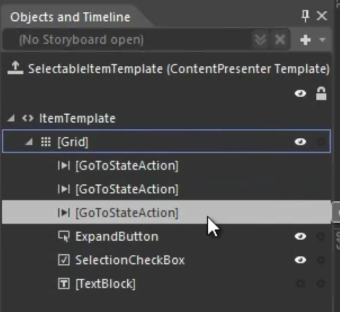 Objects and Timeline
(No Storyboard open)
SelectableItemTemplate (ContentPresenter Template)
ItemTemplate
[Grid]
[GoToStateAction]
[GoToStateAction]
[GoToStateAction]
ExpandButton
SelectionCheckBox
[TextBlock]